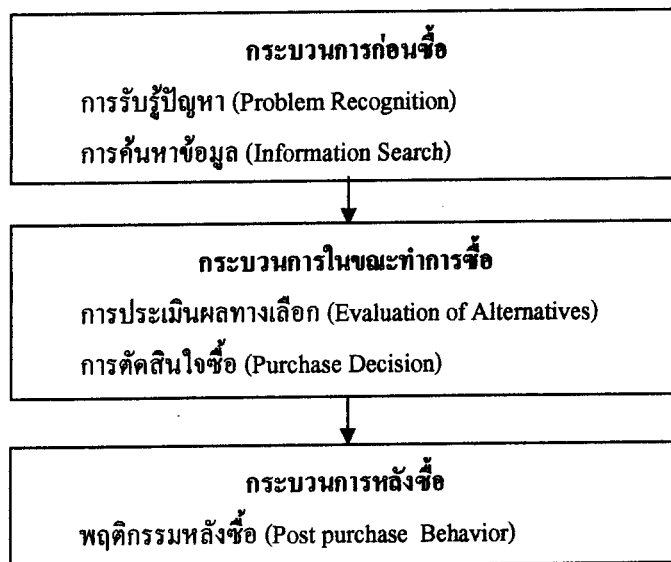 กระบวนการก่อนซื้อ
การรับรู้ปัญหา (Problem Recognition)
การค้นหาข้อมูล (Information Search)
กระบวนการในขณะทำการซื้อ
การประเมินผลทางเลือก (Evaluation of Alternatives)
การตัดสินใจซื้อ (Purchase Decision)
กระบวนการหลังซื้อ
พฤติกรรมหลังซื้อ (Post purchase Behavior)